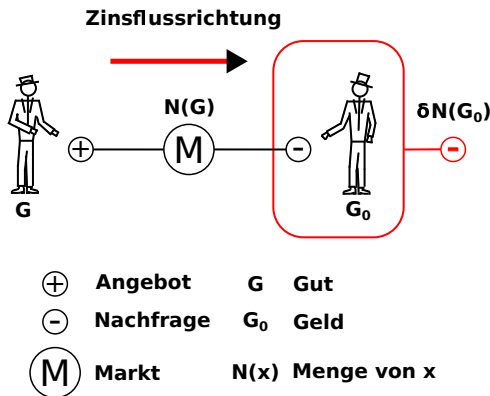 Zinsflussrichtung
N(G)
δN(G₀)
+ M - -
G
G₀
+ Angebot G Gut
- Nachfrage G₀ Geld
M Markt N(x) Menge von x